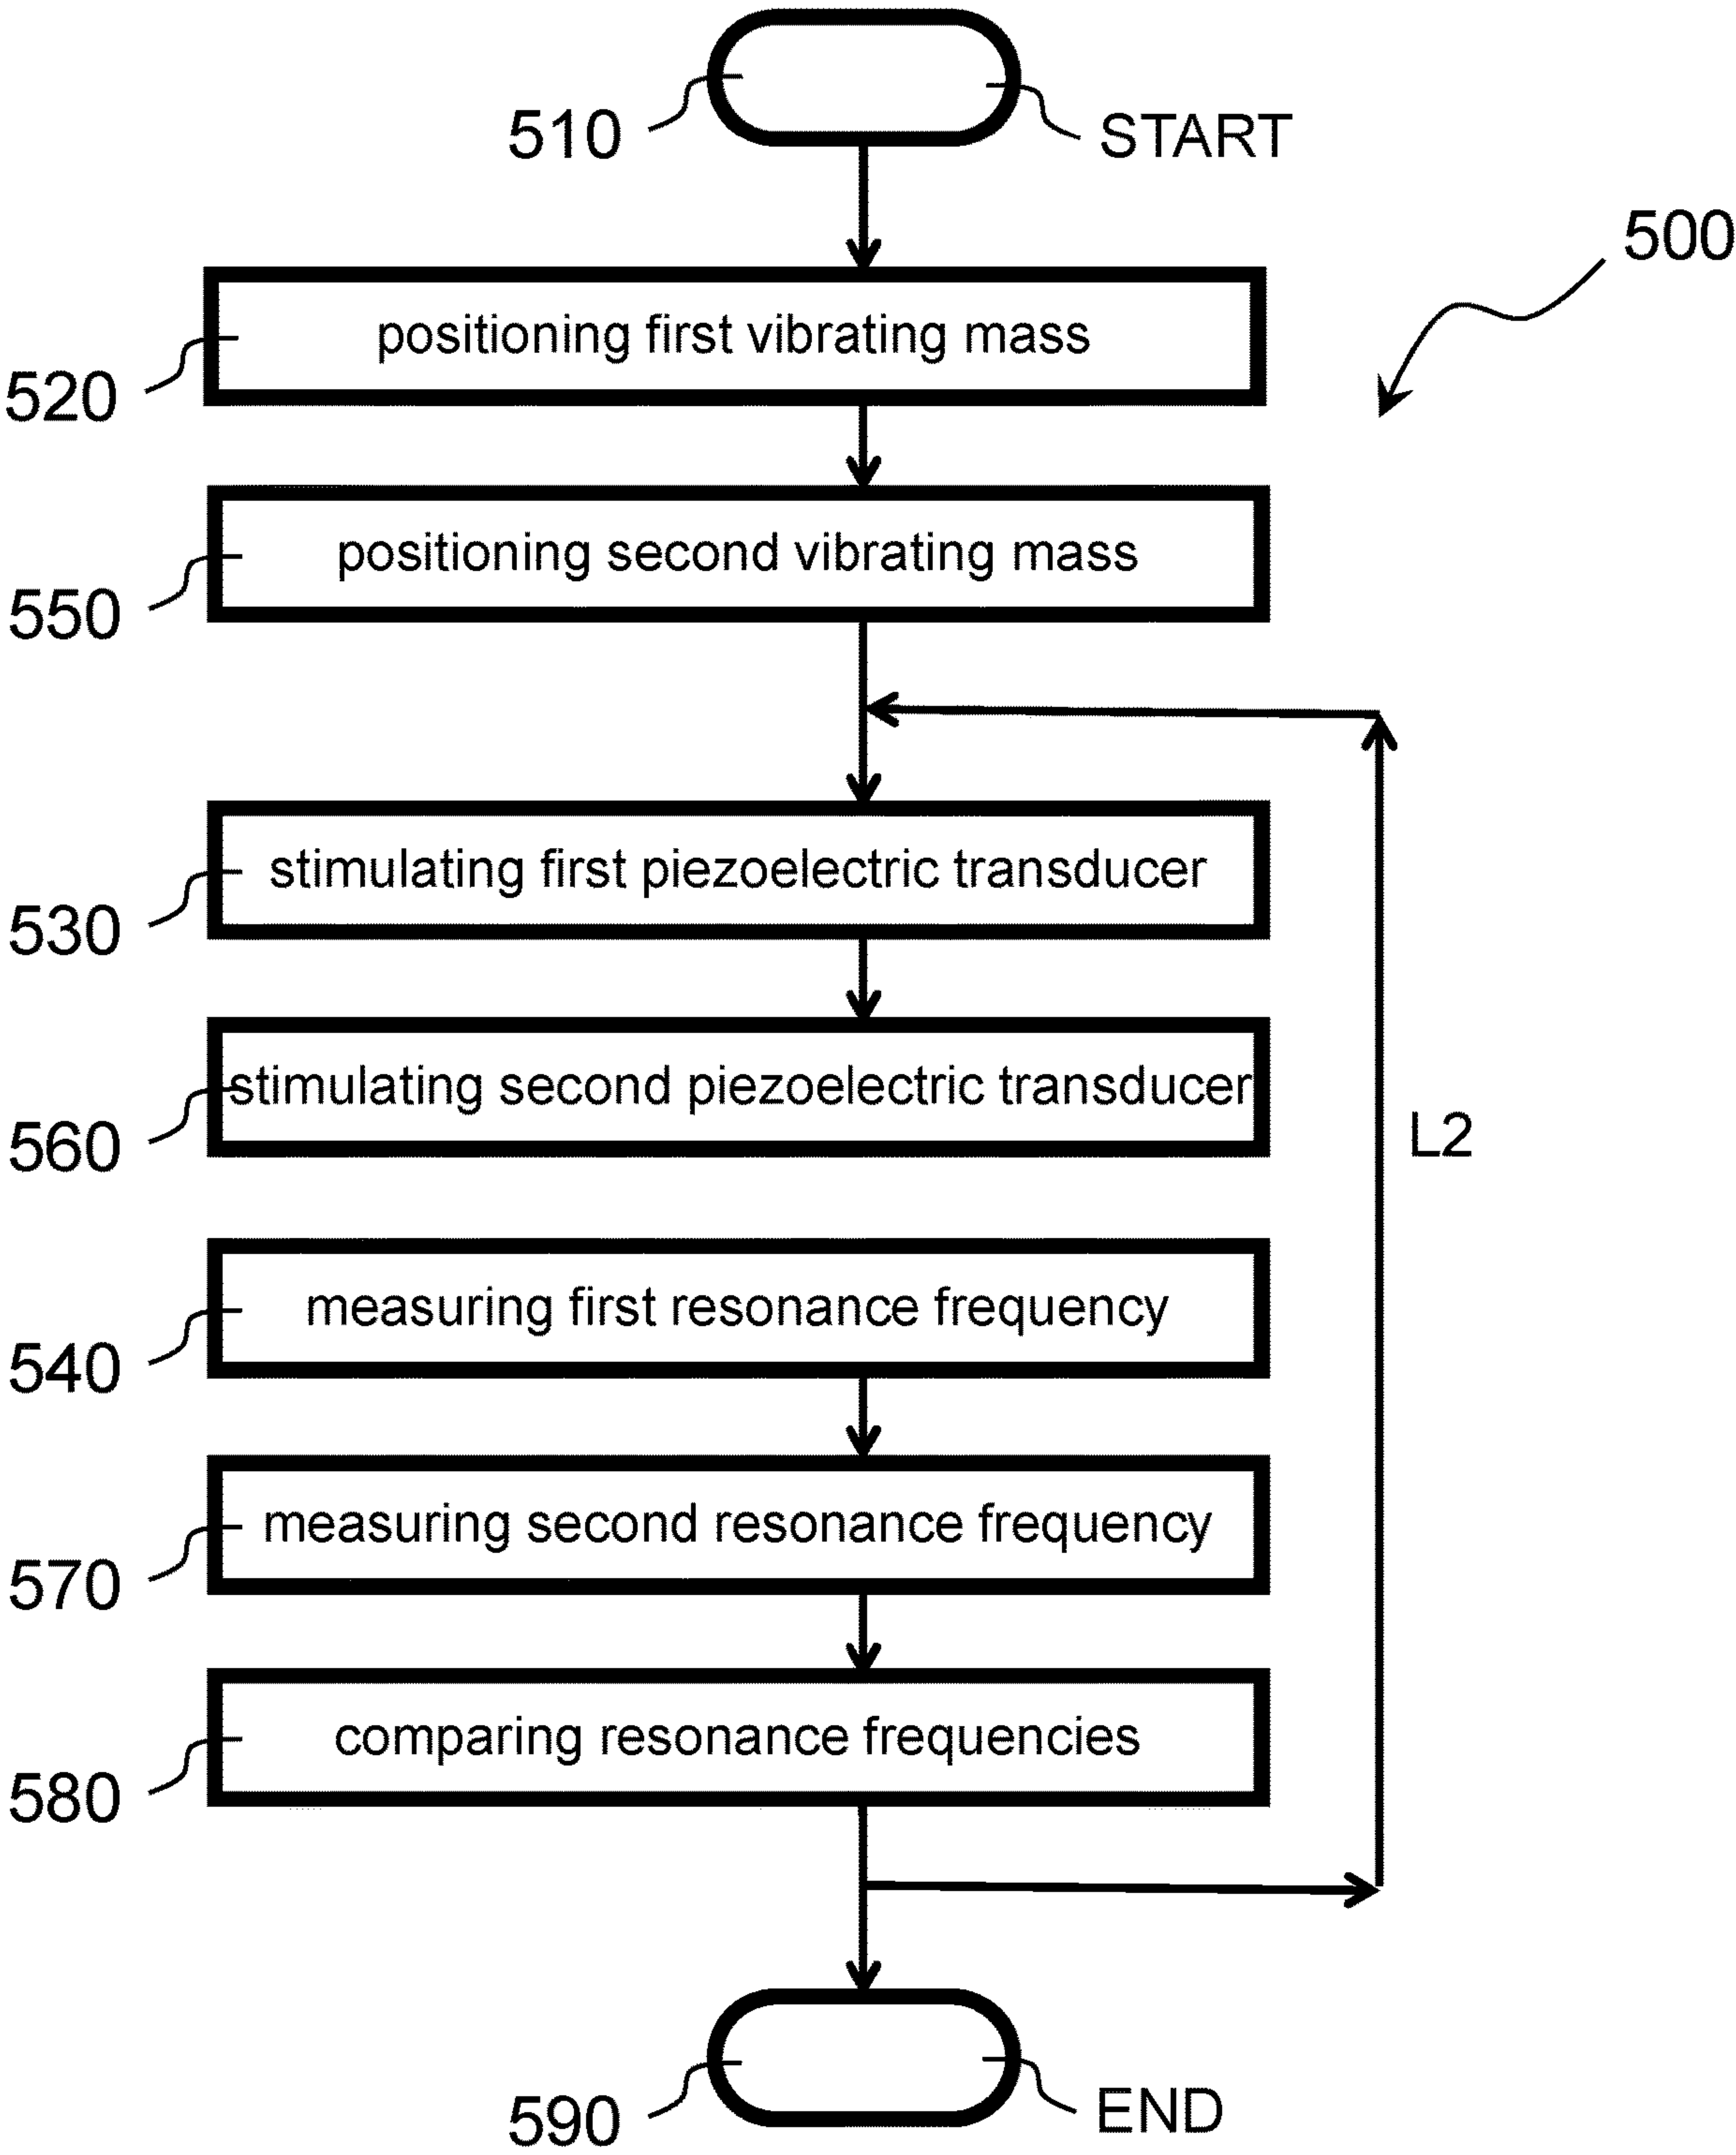 510
START
500
positioning first vibrating mass
520
positioning second vibrating mass
550
stimulating first piezoelectric transducer
530
stimulating second piezoelectric transducer
560
L2
measuring first resonance frequency
540
measuring second resonance frequency
570
comparing resonance frequencies
580
590
END